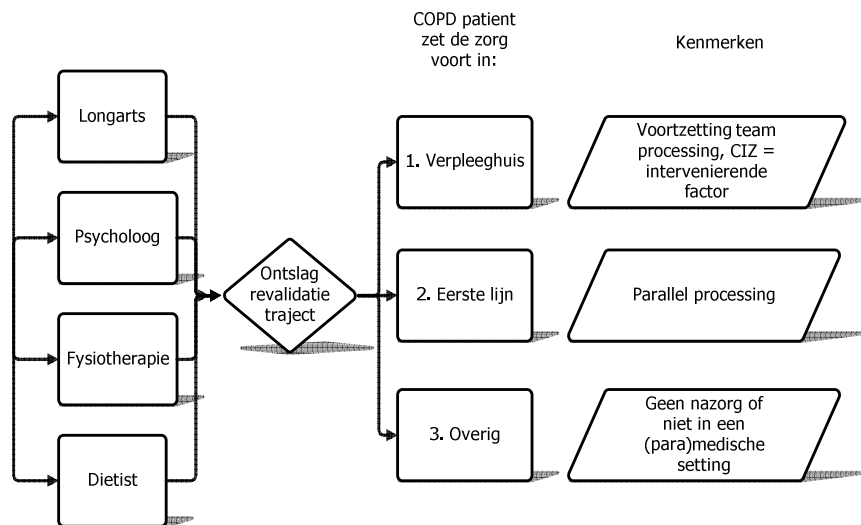 COPD patient
zet de zorg
voort in:
Kenmerken
Longarts
Psycholoog
Fysiotherapie
Dietist
Ontslag
revalidatie
traject
1. Verpleeghuis
2. Eerste lijn
3. Overig
Voortzetting team
processing, CIZ =
intervenierende
factor
Parallel processing
Geen nazorg of
niet in een
(para)medische
setting